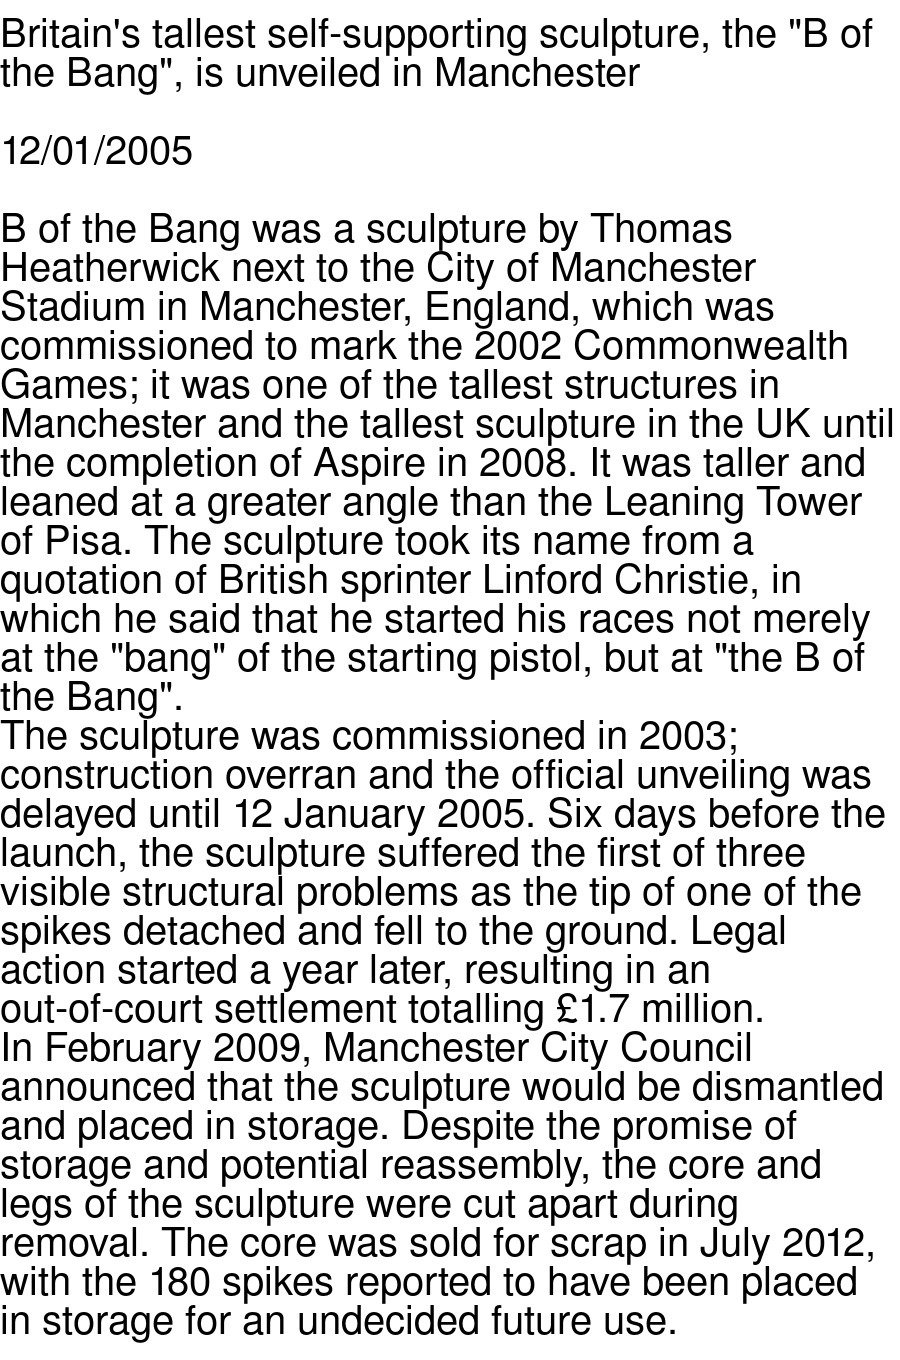 Britain's tallest self-supporting sculpture, the "B of
the Bang", is unveiled in Manchester
12/01/2005
B of the Bang was a sculpture by Thomas
Heatherwick next to the City of Manchester
Stadium in Manchester, England, which was
commissioned to mark the 2002 Commonwealth
Games; it was one of the tallest structures in
Manchester and the tallest sculpture in the UK until
the completion of Aspire in 2008. It was taller and
leaned at a greater angle than the Leaning Tower
of Pisa. The sculpture took its name from a
quotation of British sprinter Linford Christie, in
which he said that he started his races not merely
at the "bang" of the starting pistol, but at "the B of
the Bang".
The sculpture was commissioned in 2003;
construction overran and the official unveiling was
delayed until 12 January 2005. Six days before the
launch, the sculpture suffered the first of three
visible structural problems as the tip of one of the
spikes detached and fell to the ground. Legal
action started a year later, resulting in an
out-of-court settlement totalling £1.7 million.
In February 2009, Manchester City Council
announced that the sculpture would be dismantled
and placed in storage. Despite the promise of
storage and potential reassembly, the core and
legs of the sculpture were cut apart during
removal. The core was sold for scrap in July 2012,
with the 180 spikes reported to have been placed
in storage for an undecided future use.